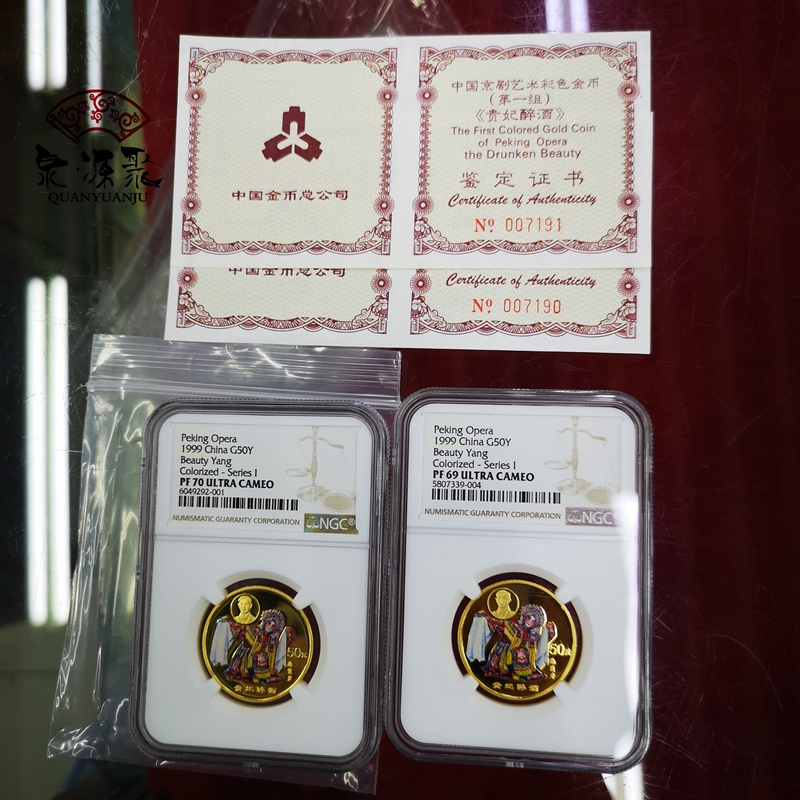 泉源聚
QUANYUANJU
中国金币总公司
中国京剧艺术彩色金币
(第一组)
《贵妃醉酒》
The First Colored Gold Coin
of Peking Opera
the Drunken Beauty
鉴定证书
Certificate of Authenticity
Nº 007191
中国金币总公司
Certificate of Authenticity
Nº 007190
Peking Opera
1999 China G50Y
Beauty Yang
Colorized - Series I
PF 70 ULTRA CAMEO
6049292-001
NUMISMATIC GUARANTY CORPORATION
NGC®
50元
贵妃醉酒
Peking Opera
1999 China G50Y
Beauty Yang
Colorized - Series I
PF 69 ULTRA CAMEO
5807339-004
NUMISMATIC GUARANTY CORPORATION
NGC
50元
贵妃醉酒